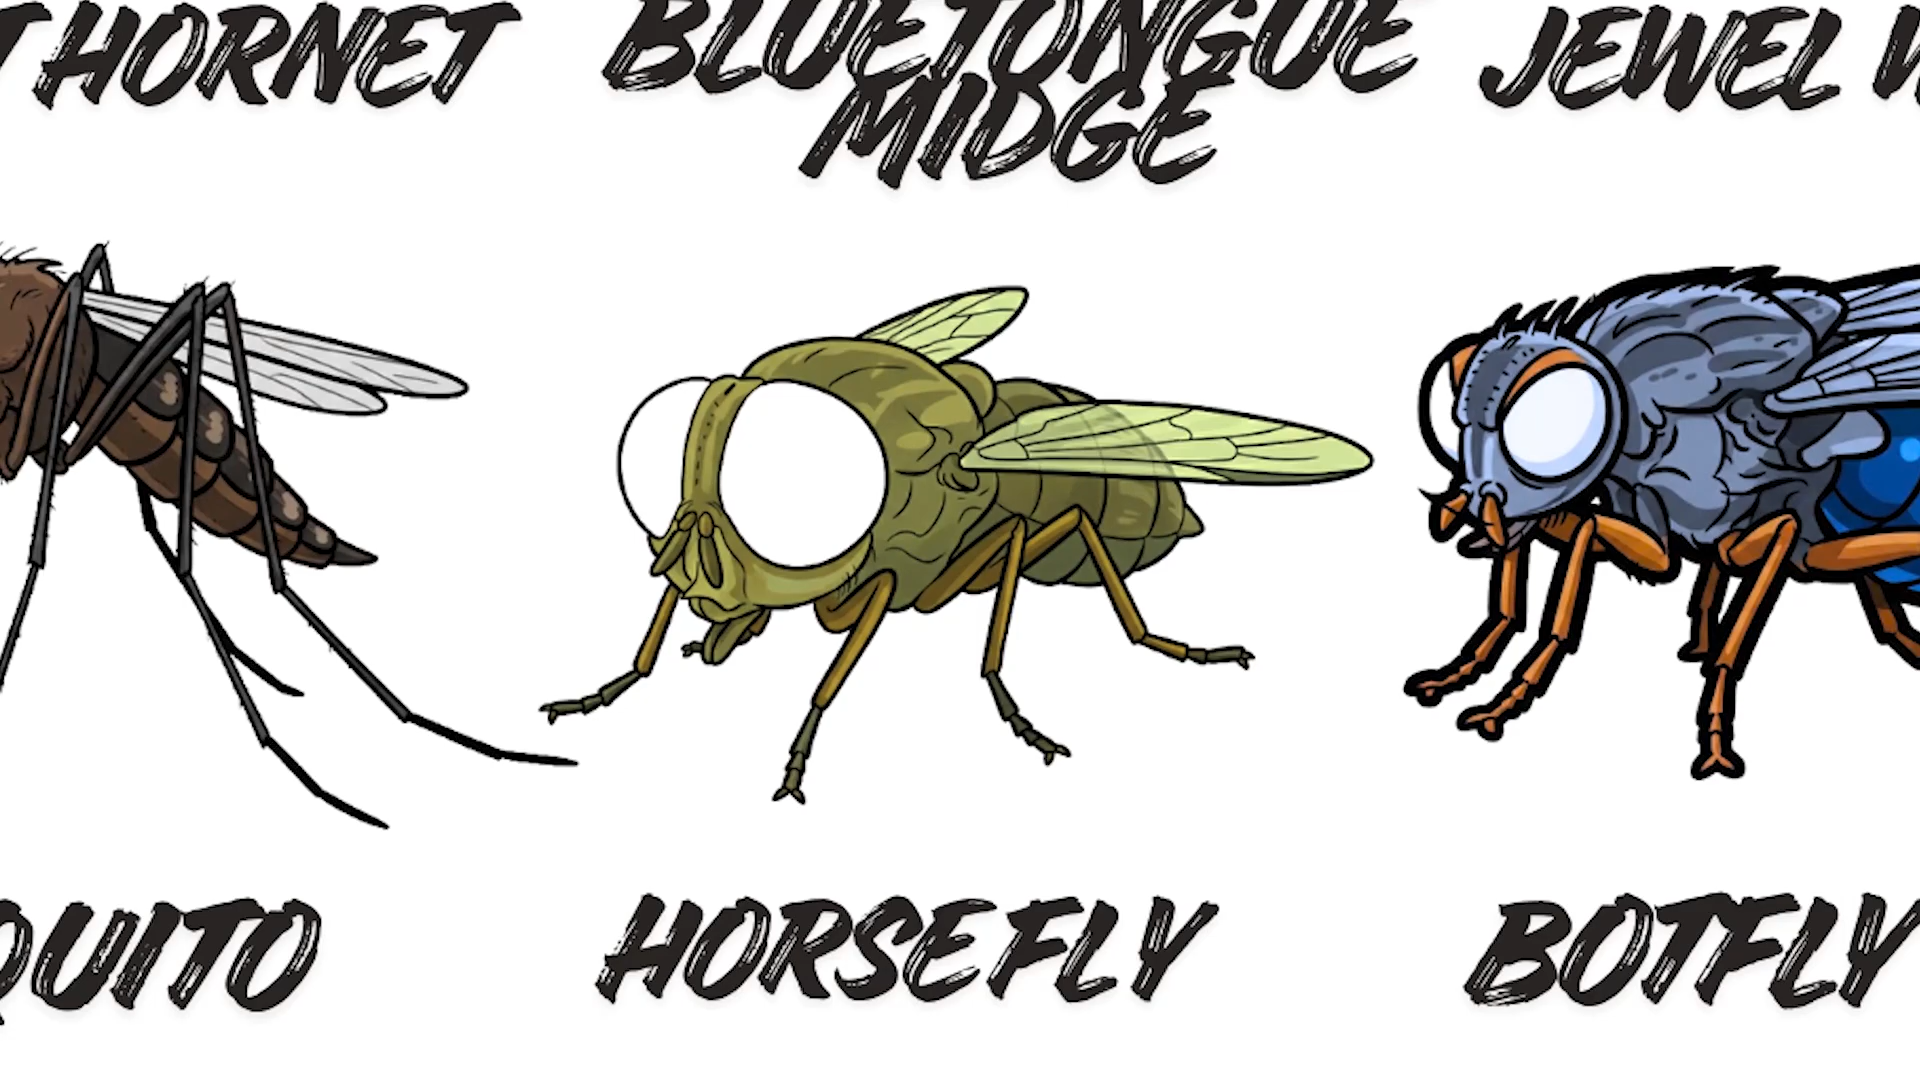 T HORNET
BLUETONGUE
MIDGE
JEWEL W
QUITO
HORSEFLY
BOTFLY